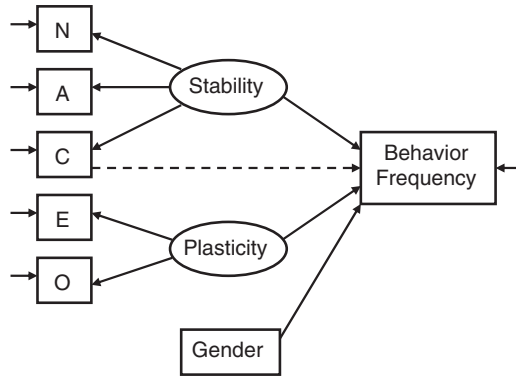 N
A
Stability
C
Behavior
Frequency
E
Plasticity
O
Gender